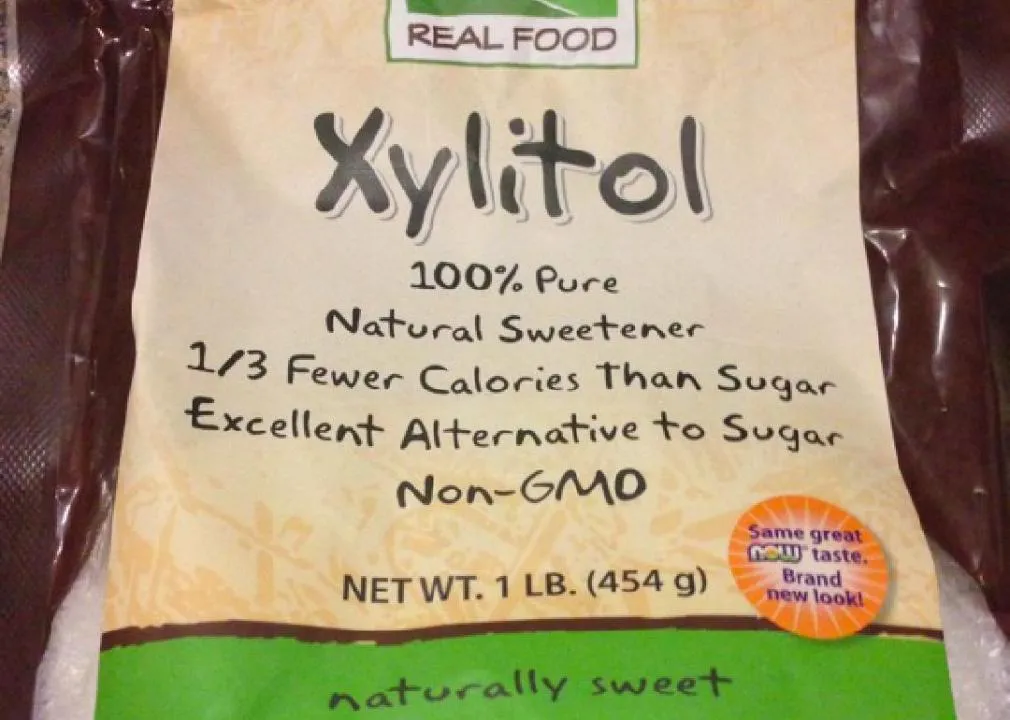 REAL FOOD
Xylitol
100% Pure
Natural Sweetener
1/3 Fewer Calories Than Sugar
Excellent Alternative to Sugar
Non-GMO
NET WT. 1 LB. (454 g)
Same great
NOW™ taste.
Brand
new look!
naturally sweet